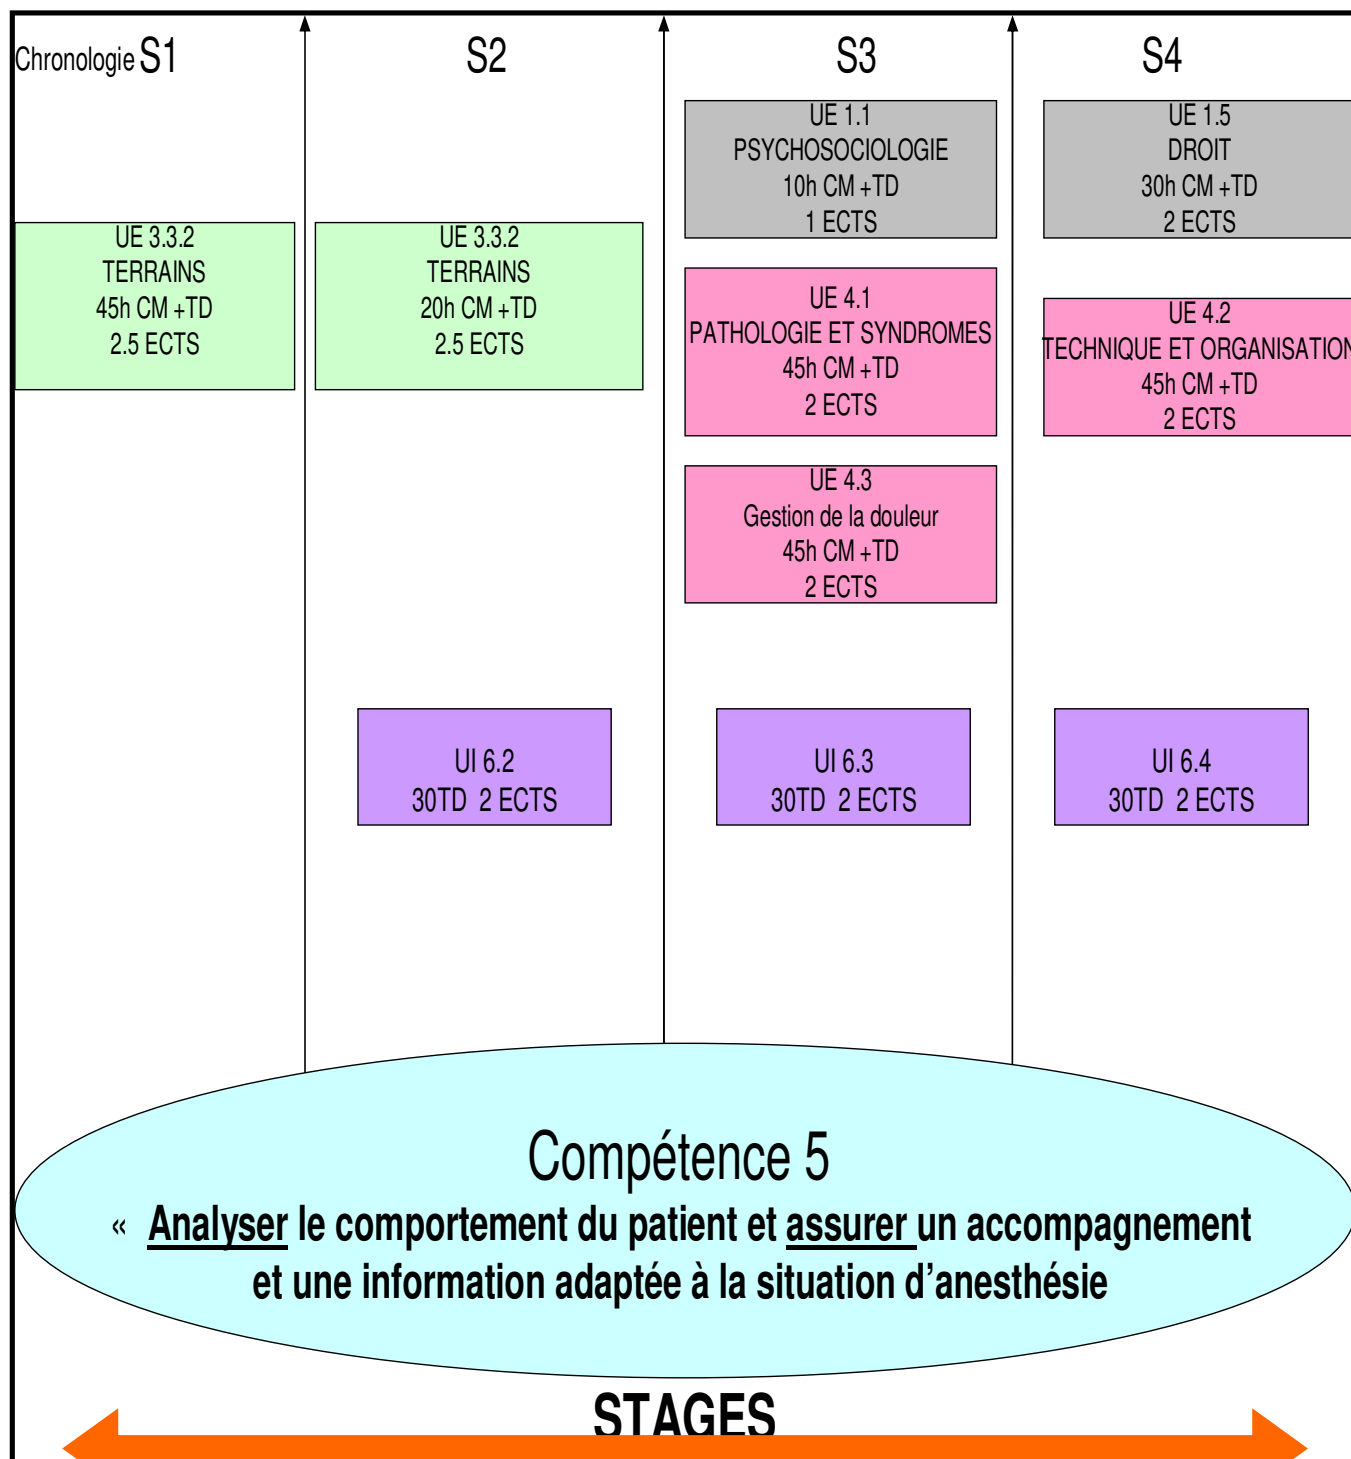 Chronologie S1
S2
S3
S4
UE 1.1
PSYCHOSOCIOLOGIE
10h CM +TD
1 ECTS
UE 1.5
DROIT
30h CM +TD
2 ECTS
UE 3.3.2
TERRAINS
45h CM +TD
2.5 ECTS
UE 3.3.2
TERRAINS
20h CM +TD
2.5 ECTS
UE 4.1
PATHOLOGIE ET SYNDROMES
45h CM +TD
2 ECTS
UE 4.2
TECHNIQUE ET ORGANISATION
45h CM +TD
2 ECTS
UE 4.3
Gestion de la douleur
45h CM +TD
2 ECTS
UI 6.2
30TD 2 ECTS
UI 6.3
30TD 2 ECTS
UI 6.4
30TD 2 ECTS
Compétence 5
« Analyser le comportement du patient et assurer un accompagnement
et une information adaptée à la situation d’anesthésie
STAGES